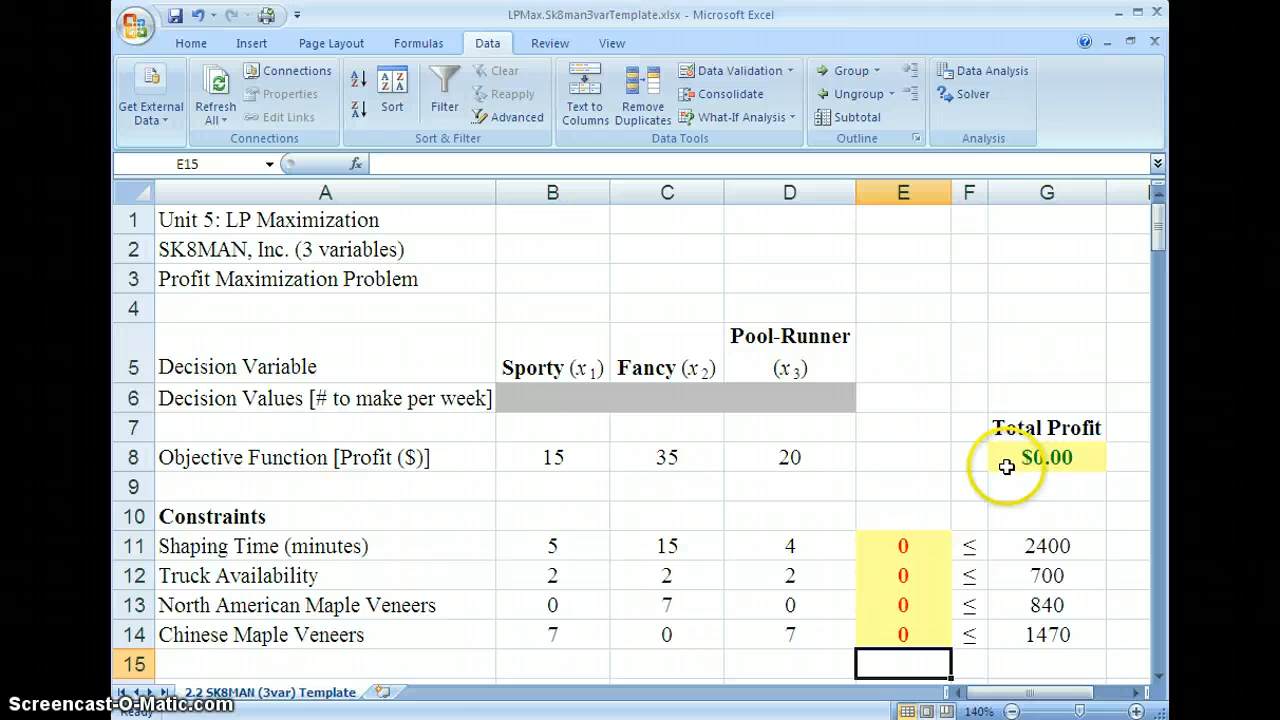 LPMax.Sk8man3varTemplate.xlsx - Microsoft Excel
Home Insert Page Layout Formulas Data Review View
Get External Data
Refresh All
Connections
Properties
Edit Links
Connections
Sort
Filter
Clear
Reapply
Advanced
Sort & Filter
Text to Columns
Remove Duplicates
Data Validation
Consolidate
What-If Analysis
Data Tools
Group
Ungroup
Subtotal
Outline
Data Analysis
Solver
Analysis
E15 fx
A B C D E F G
1 Unit 5: LP Maximization
2 SK8MAN, Inc. (3 variables)
3 Profit Maximization Problem
4
5 Decision Variable Sporty (x 1) Fancy (x 2) Pool-Runner (x 3)
6 Decision Values [# to make per week]
7 Total Profit
8 Objective Function [Profit ($)] 15 35 20 $0.00
9
10 Constraints
11 Shaping Time (minutes) 5 15 4 0 ≤ 2400
12 Truck Availability 2 2 2 0 ≤ 700
13 North American Maple Veneers 0 7 0 0 ≤ 840
14 Chinese Maple Veneers 7 0 7 0 ≤ 1470
15
2.2 SK8MAN (3var) Template
Screencast-O-Matic.com
Ready 140%